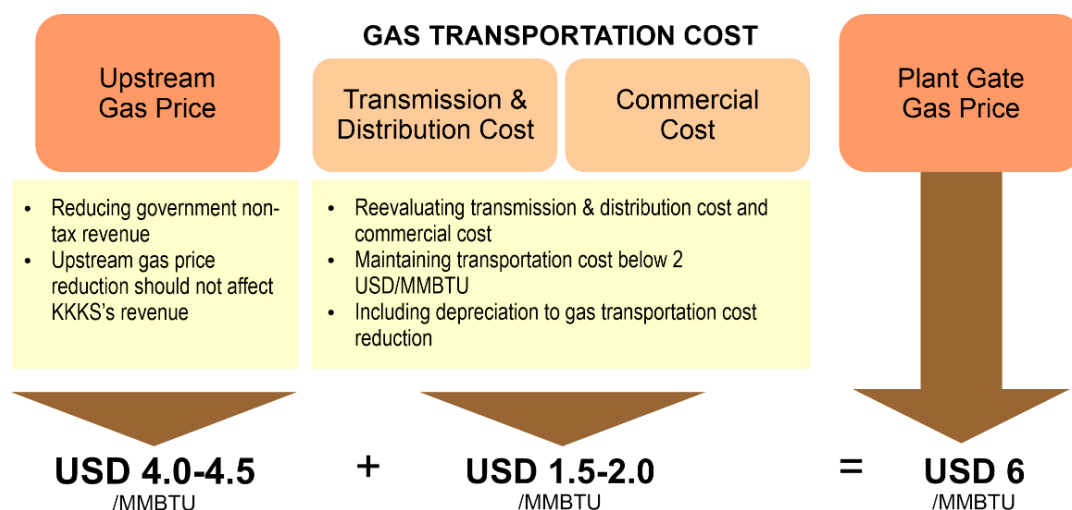 GAS TRANSPORTATION COST
Upstream
Gas Price
Transmission &
Distribution Cost
Commercial
Cost
Plant Gate
Gas Price
• Reducing government non-
tax revenue
• Upstream gas price
reduction should not affect
KKKS's revenue
• Reevaluating transmission & distribution cost and
commercial cost
• Maintaining transportation cost below 2
USD/MMBTU
• Including depreciation to gas transportation cost
reduction
USD 4.0-4.5
/MMBTU
+
USD 1.5-2.0
/MMBTU
=
USD 6
/MMBTU